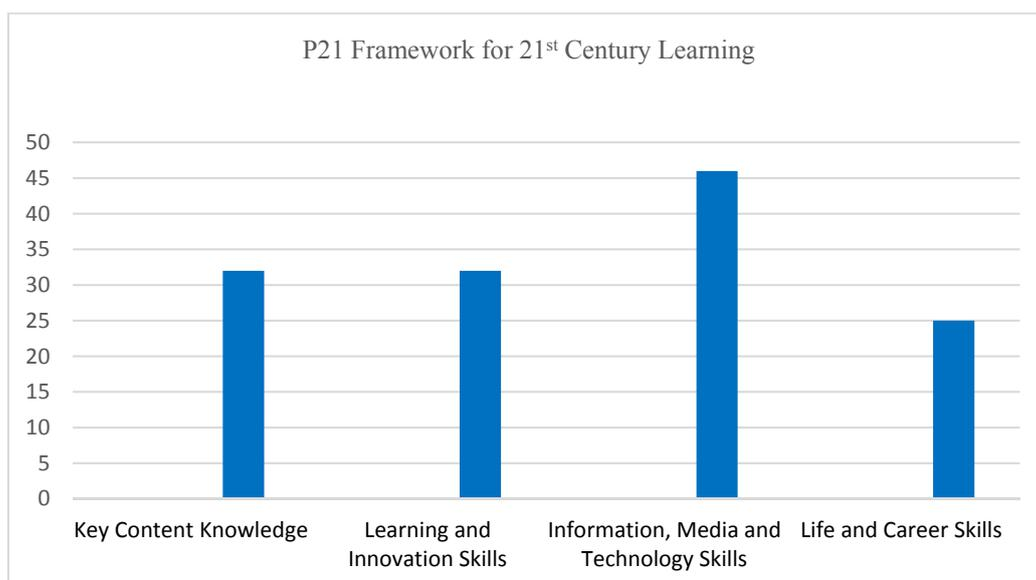 P21 Framework for 21st Century Learning
50
45
40
35
30
25
20
15
10
5
0
Key Content Knowledge
Learning and
Innovation Skills
Information, Media and
Technology Skills
Life and Career Skills